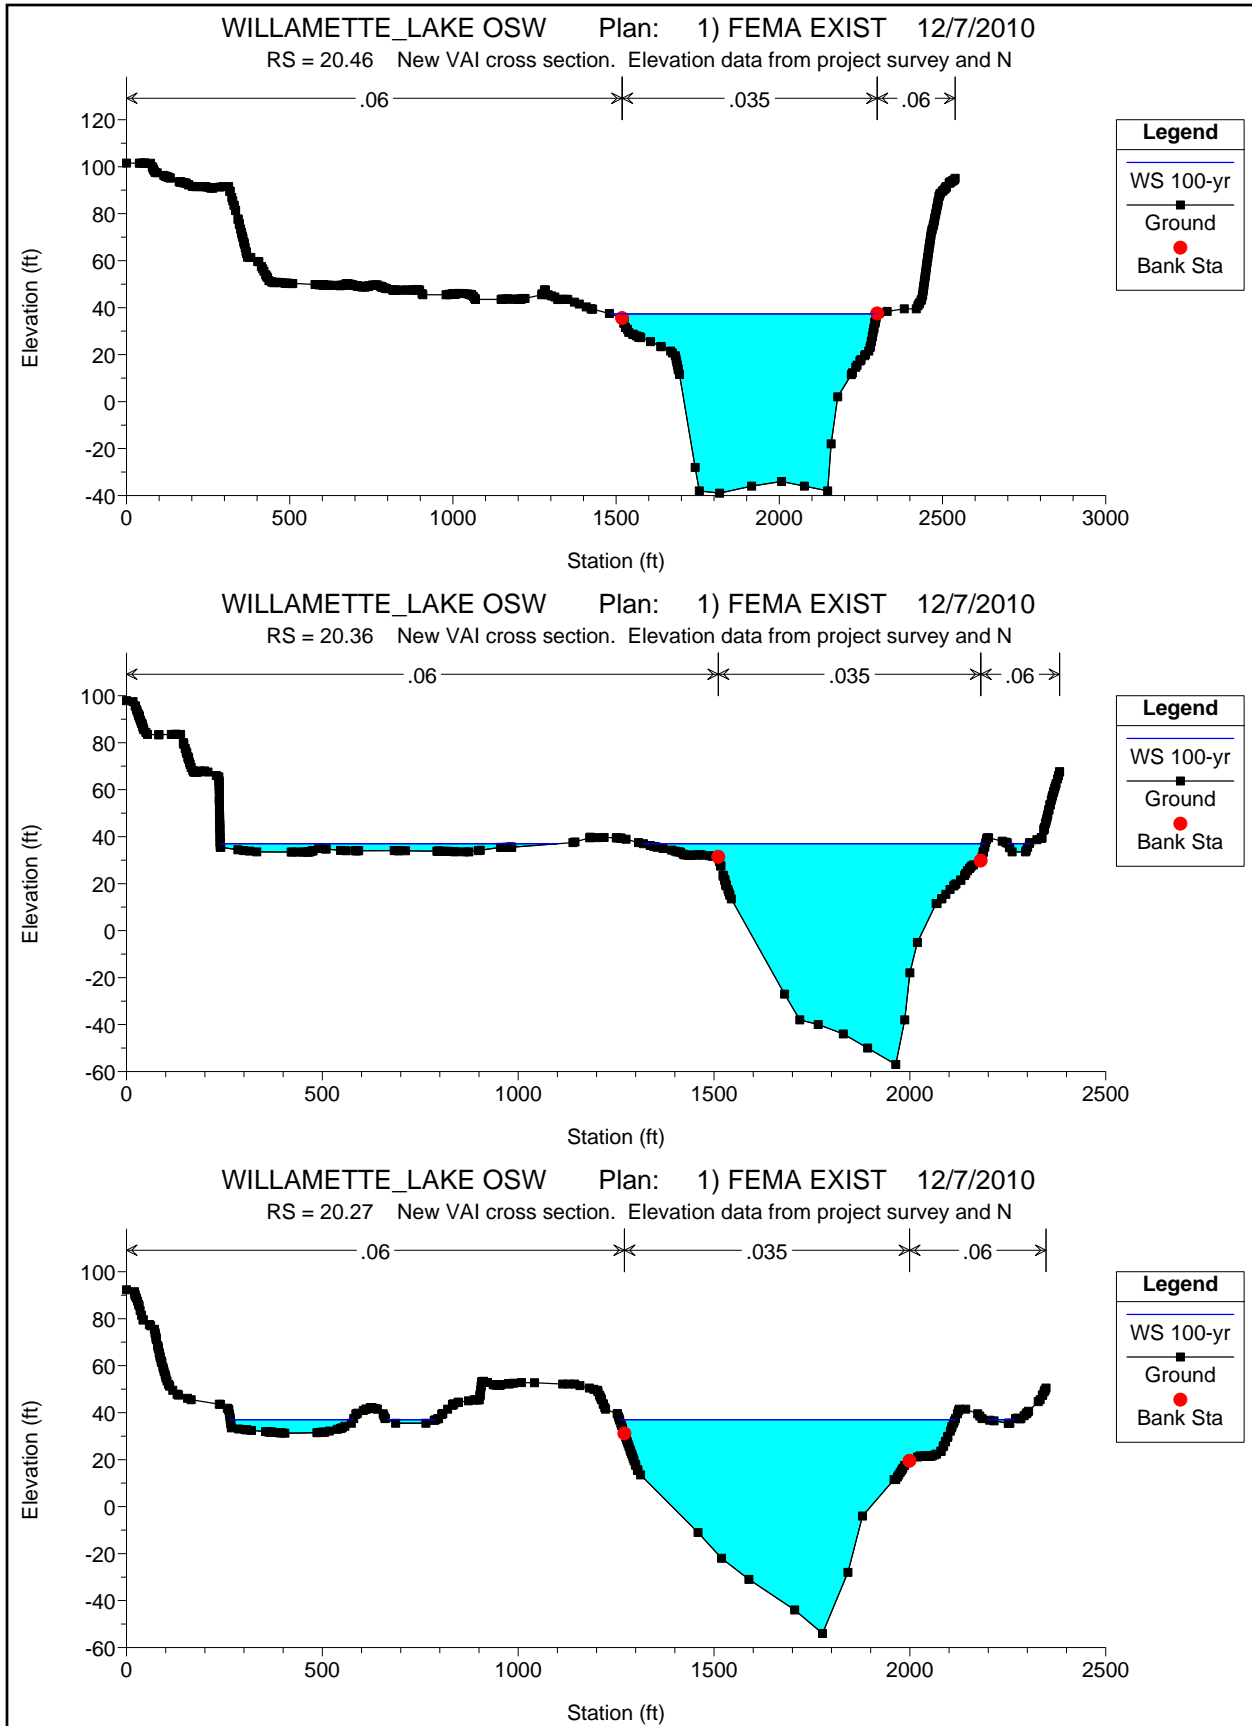 WILLAMETTE_LAKE OSW Plan: 1) FEMA EXIST 12/7/2010
RS = 20.46 New VAI cross section. Elevation data from project survey and N
.06 .035 .06
120
100
80
60
40
20
0
-20
-40
Elevation (ft)
0 500 1000 1500 2000 2500 3000
Station (ft)
Legend
WS 100-yr
Ground
Bank Sta
WILLAMETTE_LAKE OSW Plan: 1) FEMA EXIST 12/7/2010
RS = 20.36 New VAI cross section. Elevation data from project survey and N
.06 .035 .06
100
80
60
40
20
0
-20
-40
-60
Elevation (ft)
0 500 1000 1500 2000 2500
Station (ft)
Legend
WS 100-yr
Ground
Bank Sta
WILLAMETTE_LAKE OSW Plan: 1) FEMA EXIST 12/7/2010
RS = 20.27 New VAI cross section. Elevation data from project survey and N
.06 .035 .06
100
80
60
40
20
0
-20
-40
-60
Elevation (ft)
0 500 1000 1500 2000 2500
Station (ft)
Legend
WS 100-yr
Ground
Bank Sta